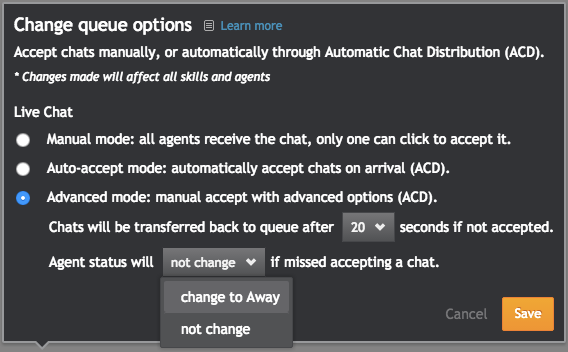 Change queue options Learn more
Accept chats manually, or automatically through Automatic Chat Distribution (ACD).
* Changes made will affect all skills and agents
Live Chat
Manual mode: all agents receive the chat, only one can click to accept it.
Auto-accept mode: automatically accept chats on arrival (ACD).
Advanced mode: manual accept with advanced options (ACD).
Chats will be transferred back to queue after 20 seconds if not accepted.
Agent status will not change if missed accepting a chat.
change to Away
not change
Cancel Save